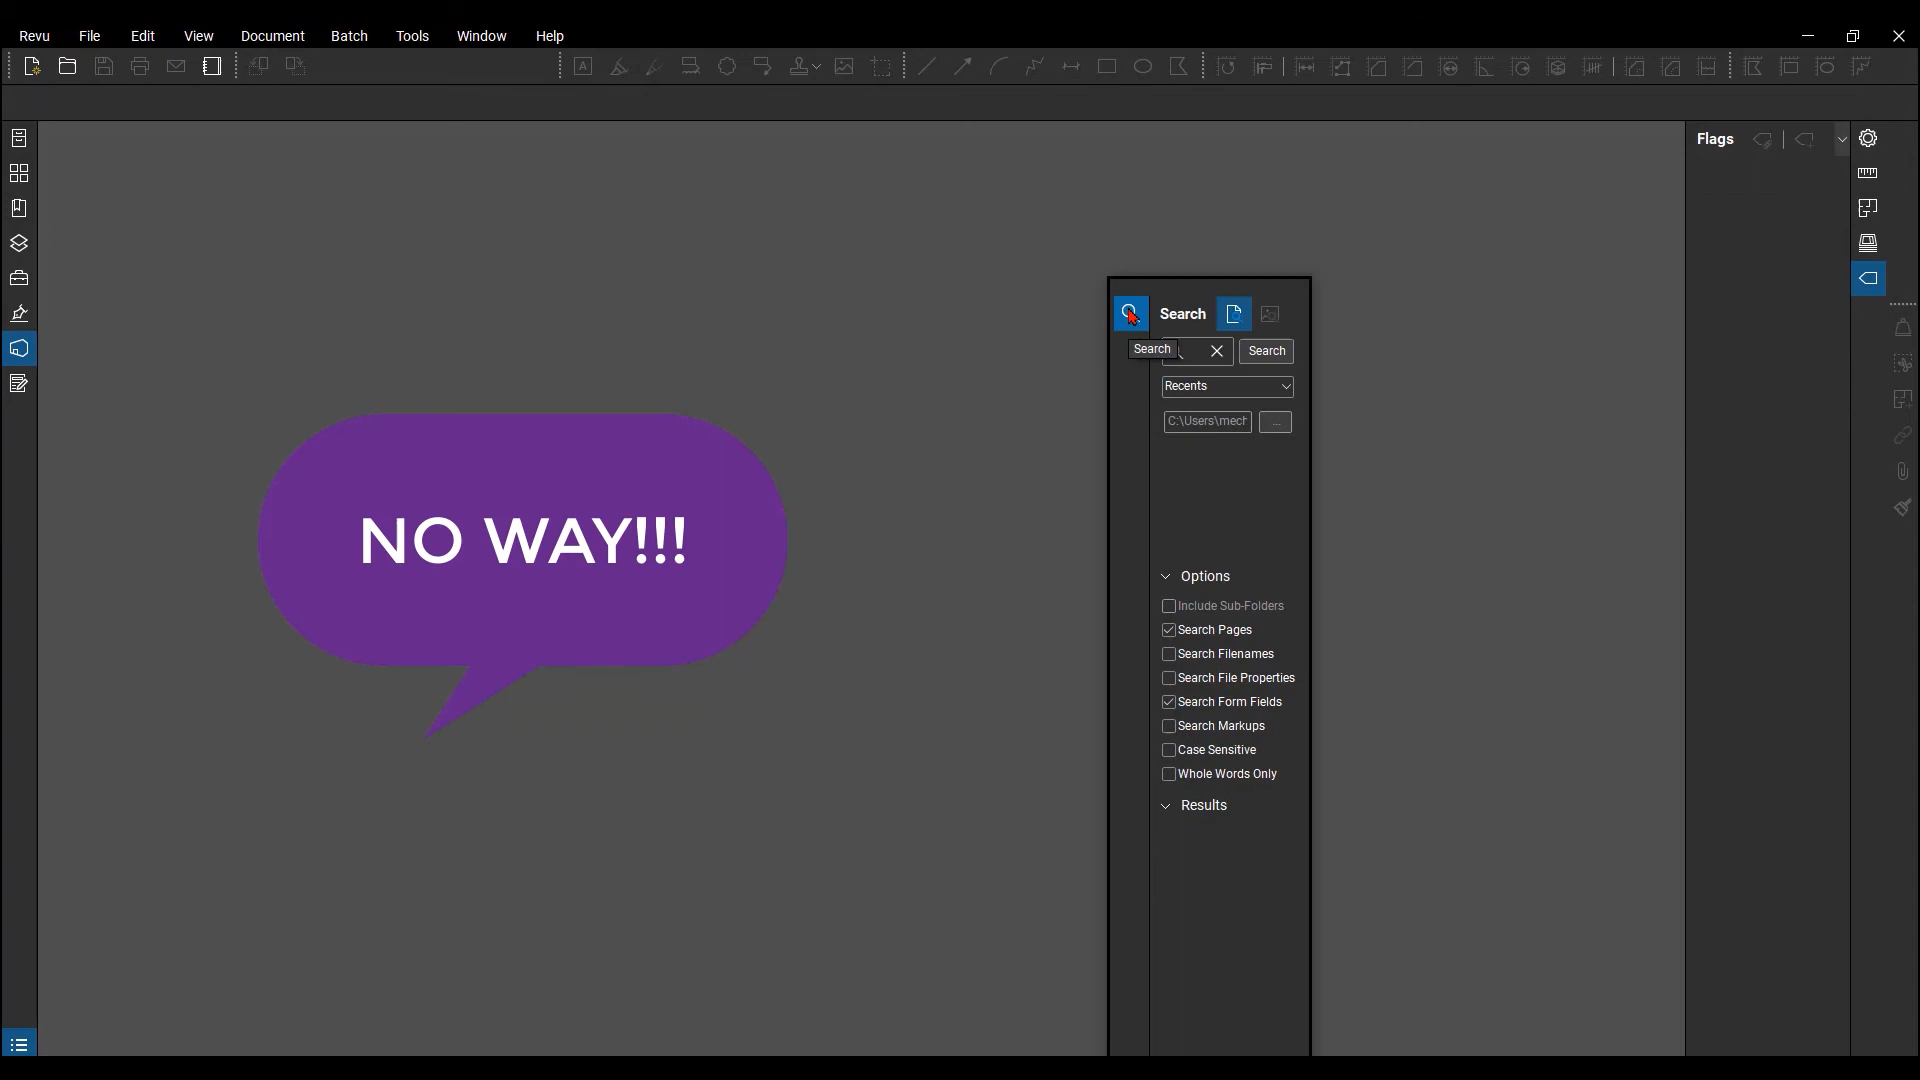 Revu File Edit View Document Batch Tools Window Help
Flags
Search
Search Search
Recents
C:\Users\mech
...
NO WAY!!!
Options
Include Sub-Folders
Search Pages
Search Filenames
Search File Properties
Search Form Fields
Search Markups
Case Sensitive
Whole Words Only
Results